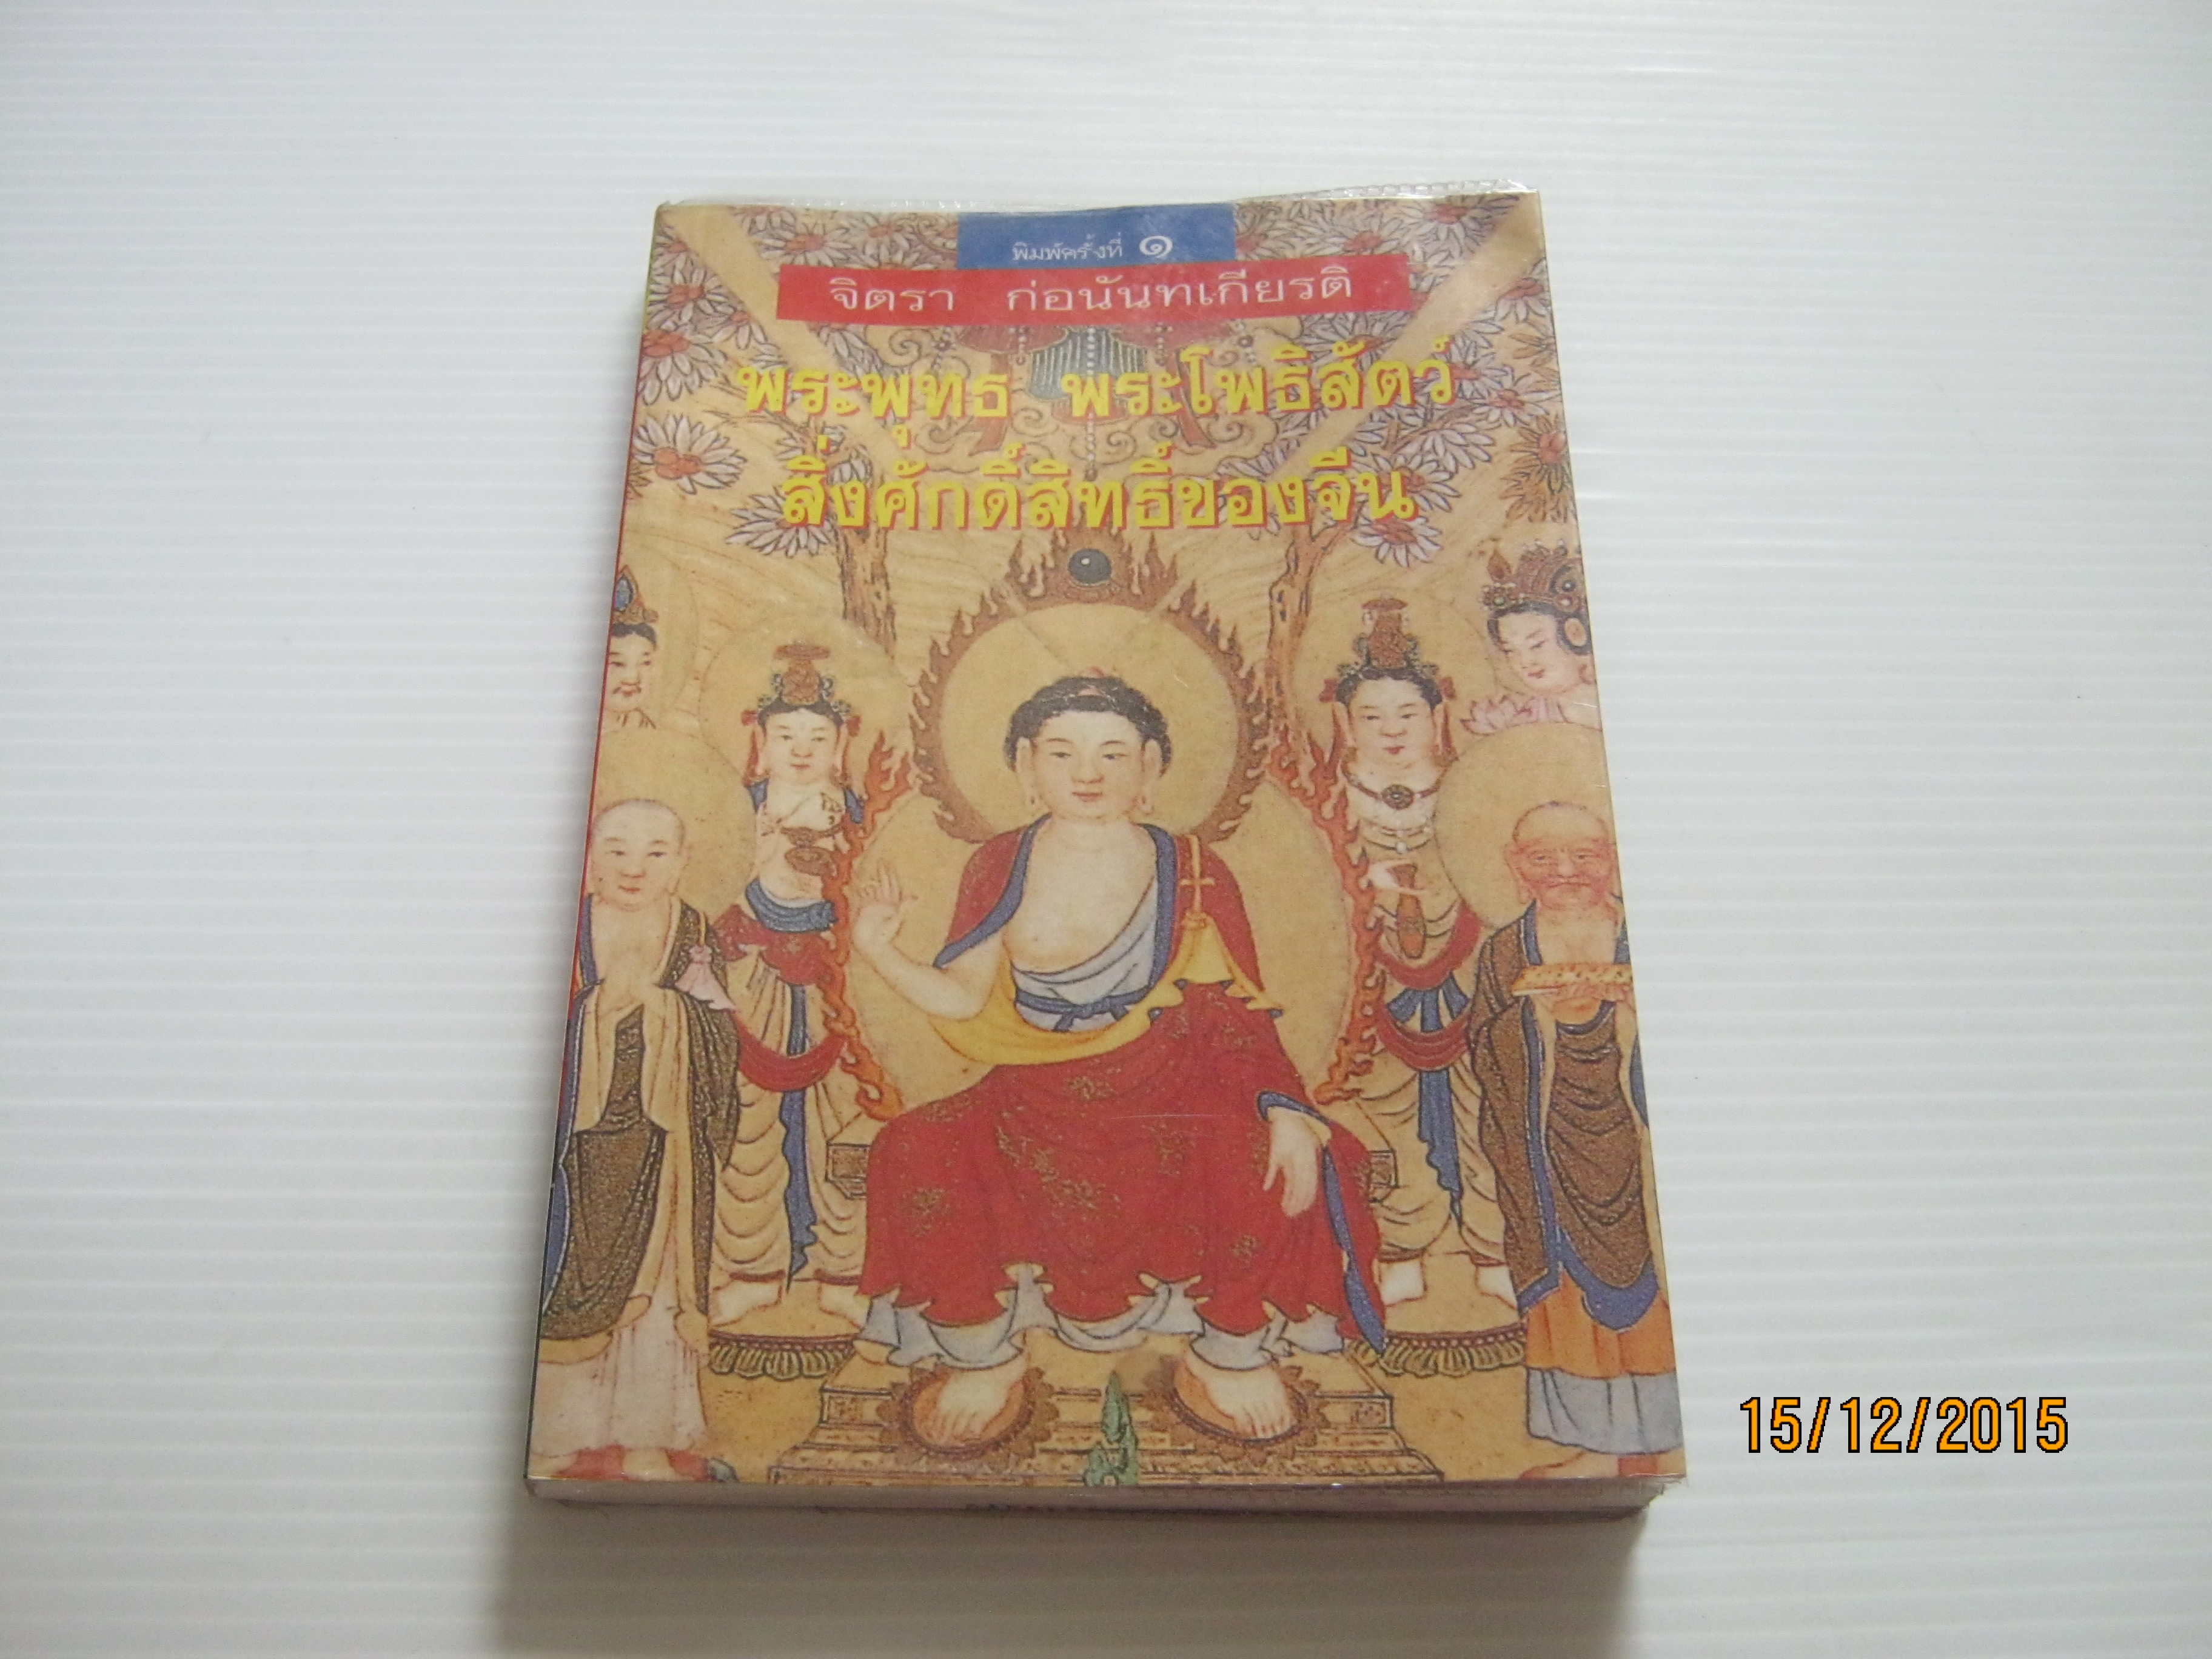 พิมพ์ครั้งที่ ๑
จิตรา ก่อนันทเกียรติ
พระพุทธ พระโพธิสัตว์
สิ่งศักดิ์สิทธิ์ของจีน
15/12/2015